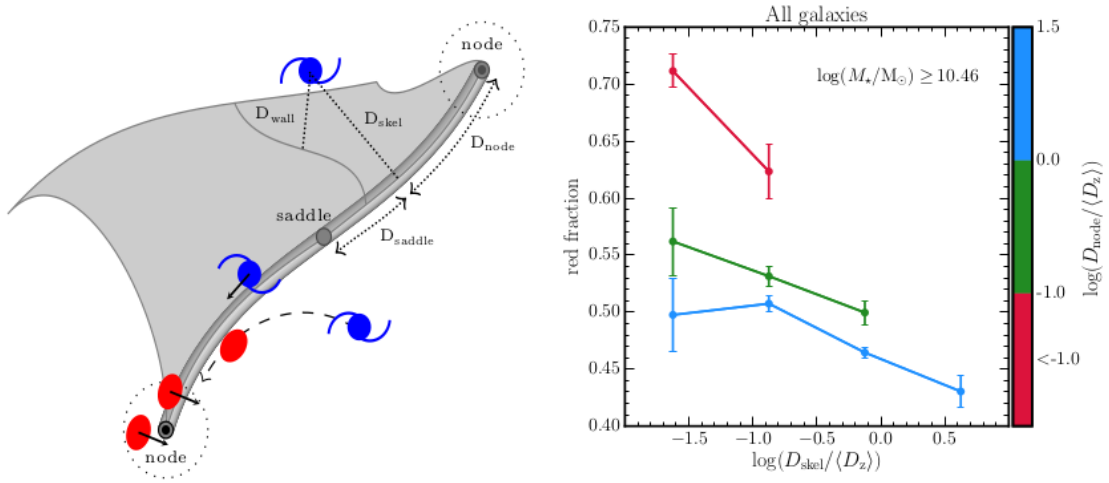 node
D_wall
D_skel
D_node
saddle
D_saddle
node
All galaxies
log(M⋆/M⊙) ≥ 10.46
red fraction
0.75
0.70
0.65
0.60
0.55
0.50
0.45
0.40
−1.5 −1.0 −0.5 0.0 0.5
log(D_skel/⟨D_z⟩)
1.5
0.0
-1.0
<-1.0
log(D_node/⟨D_z⟩)